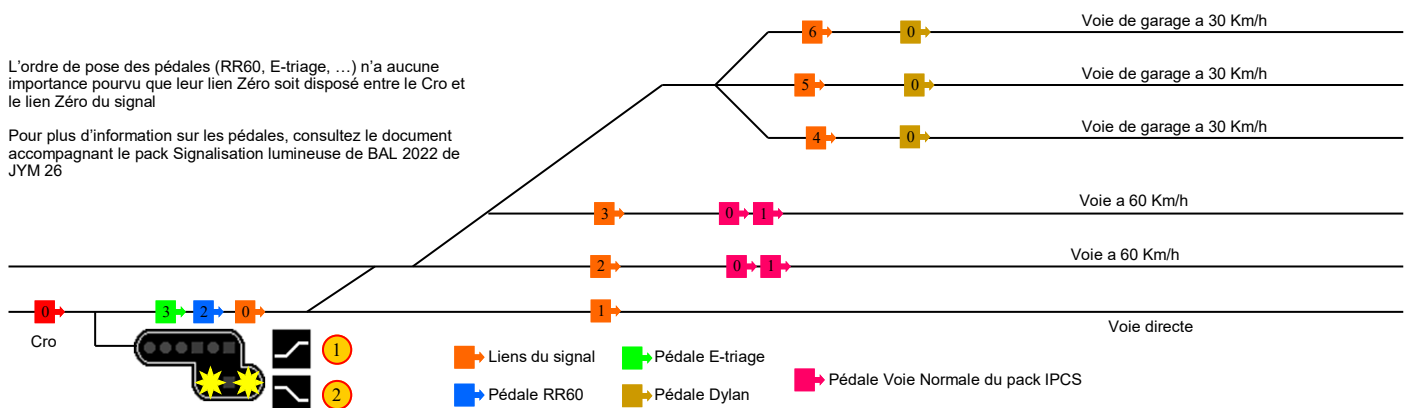 Voie de garage a 30 Km/h
6 0
L'ordre de pose des pédales (RR60, E-triage, …) n'a aucune
importance pourvu que leur lien Zéro soit disposé entre le Cro et
le lien Zéro du signal
Voie de garage a 30 Km/h
5 0
Pour plus d'information sur les pédales, consultez le document
accompagnant le pack Signalisation lumineuse de BAL 2022 de
JYM 26
Voie de garage a 30 Km/h
4 0
Voie a 60 Km/h
3 0 1
Voie a 60 Km/h
2 0 1
0 3 2 0 1
Cro
Voie directe
1
2
Liens du signal
Pédale E-triage
Pédale Voie Normale du pack IPCS
Pédale RR60
Pédale Dylan